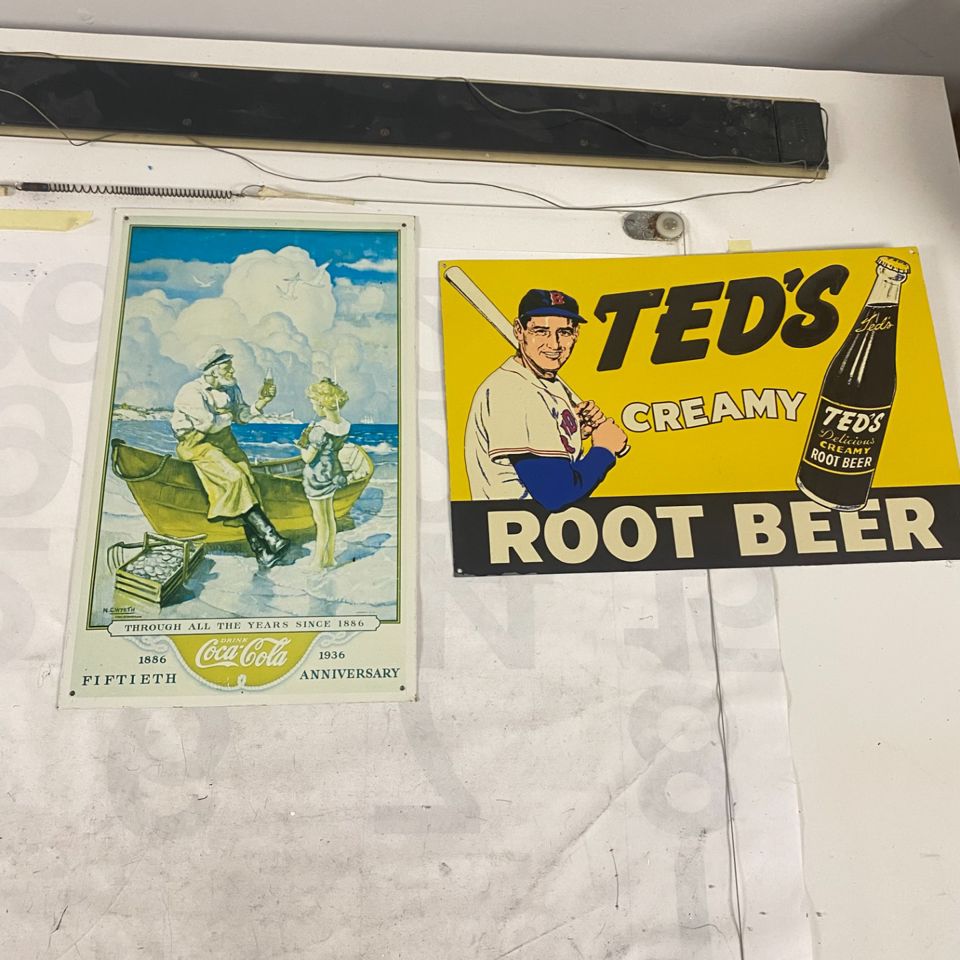 N.C.WYETH
THROUGH ALL THE YEARS SINCE 1886
DRINK
Coca-Cola
1886
1936
FIFTIETH
ANNIVERSARY
B
TED'S
CREAMY
ROOT BEER
Ted's
TED'S
Delicious
CREAMY
ROOT BEER